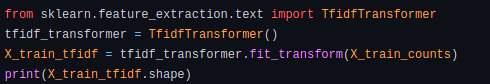 from sklearn.feature_extraction.text import TfidfTransformer
tfidf_transformer = TfidfTransformer()
X_train_tfidf = tfidf_transformer.fit_transform(X_train_counts)
print(X_train_tfidf.shape)